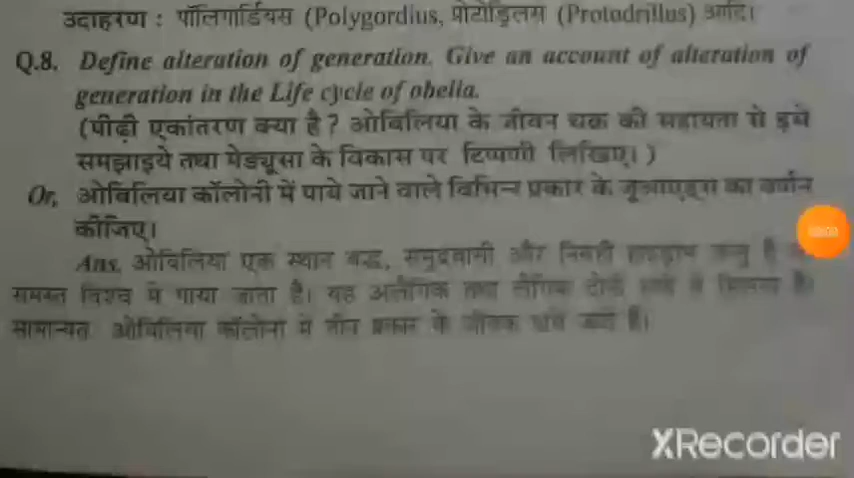 उदाहरण : पॉलिगार्डियस (Polygordius, प्रोटोड्रिलस (Protodrillus) आदि।
Q.8. Define alteration of generation. Give an account of alteration of
generation in the Life cycle of obelia.
(पीढ़ी एकांतरण क्या है ? ओबिलिया के जीवन चक्र की सहायता से इसे
समझाइये तथा मेड्यूसा के विकास पर टिप्पणी लिखिए। )
Or, ओबिलिया कॉलोनी में पाये जाने वाले विभिन्न प्रकार के जूआएड्स का वर्णन
कीजिए।
Ans. ओबिलिया एक स्थान बद्ध, समुद्रवासी और निवही
समस्त विश्व में पाया जाता है। यह अलैंगिक तथा लैंगिक दोनों है।
सामान्यत ओबिलिया कॉलोनी में तीन प्रकार के जीवक पाये जाते हैं।
XRecorder